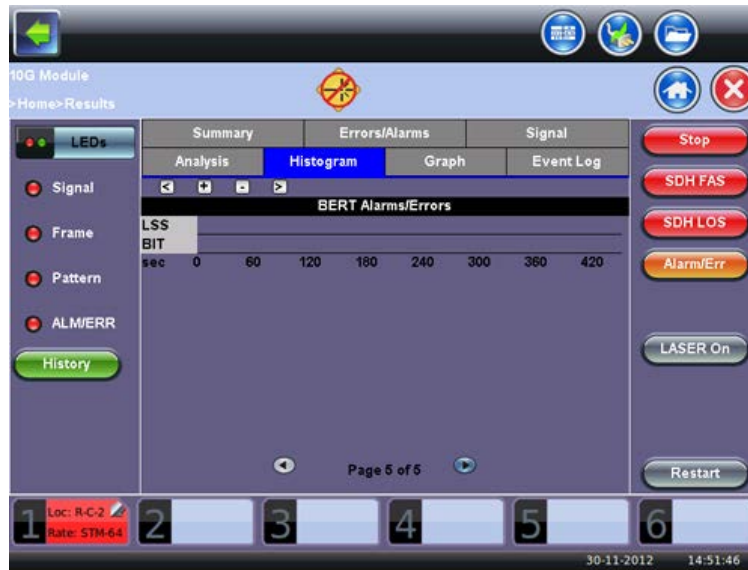 10G Module
>Home>Results
LEDs
Signal
Frame
Pattern
ALM/ERR
History
Summary Errors/Alarms Signal
Analysis Histogram Graph Event Log
< + - >
BERT Alarms/Errors
LSS
BIT
sec 0 60 120 180 240 300 360 420
Page 5 of 5
Stop
SDH FAS
SDH LOS
Alarm/Err
LASER On
Restart
1 Loc: R-C-2
Rate: STM-64
2
3
4
5
6
30-11-2012 14:51:46